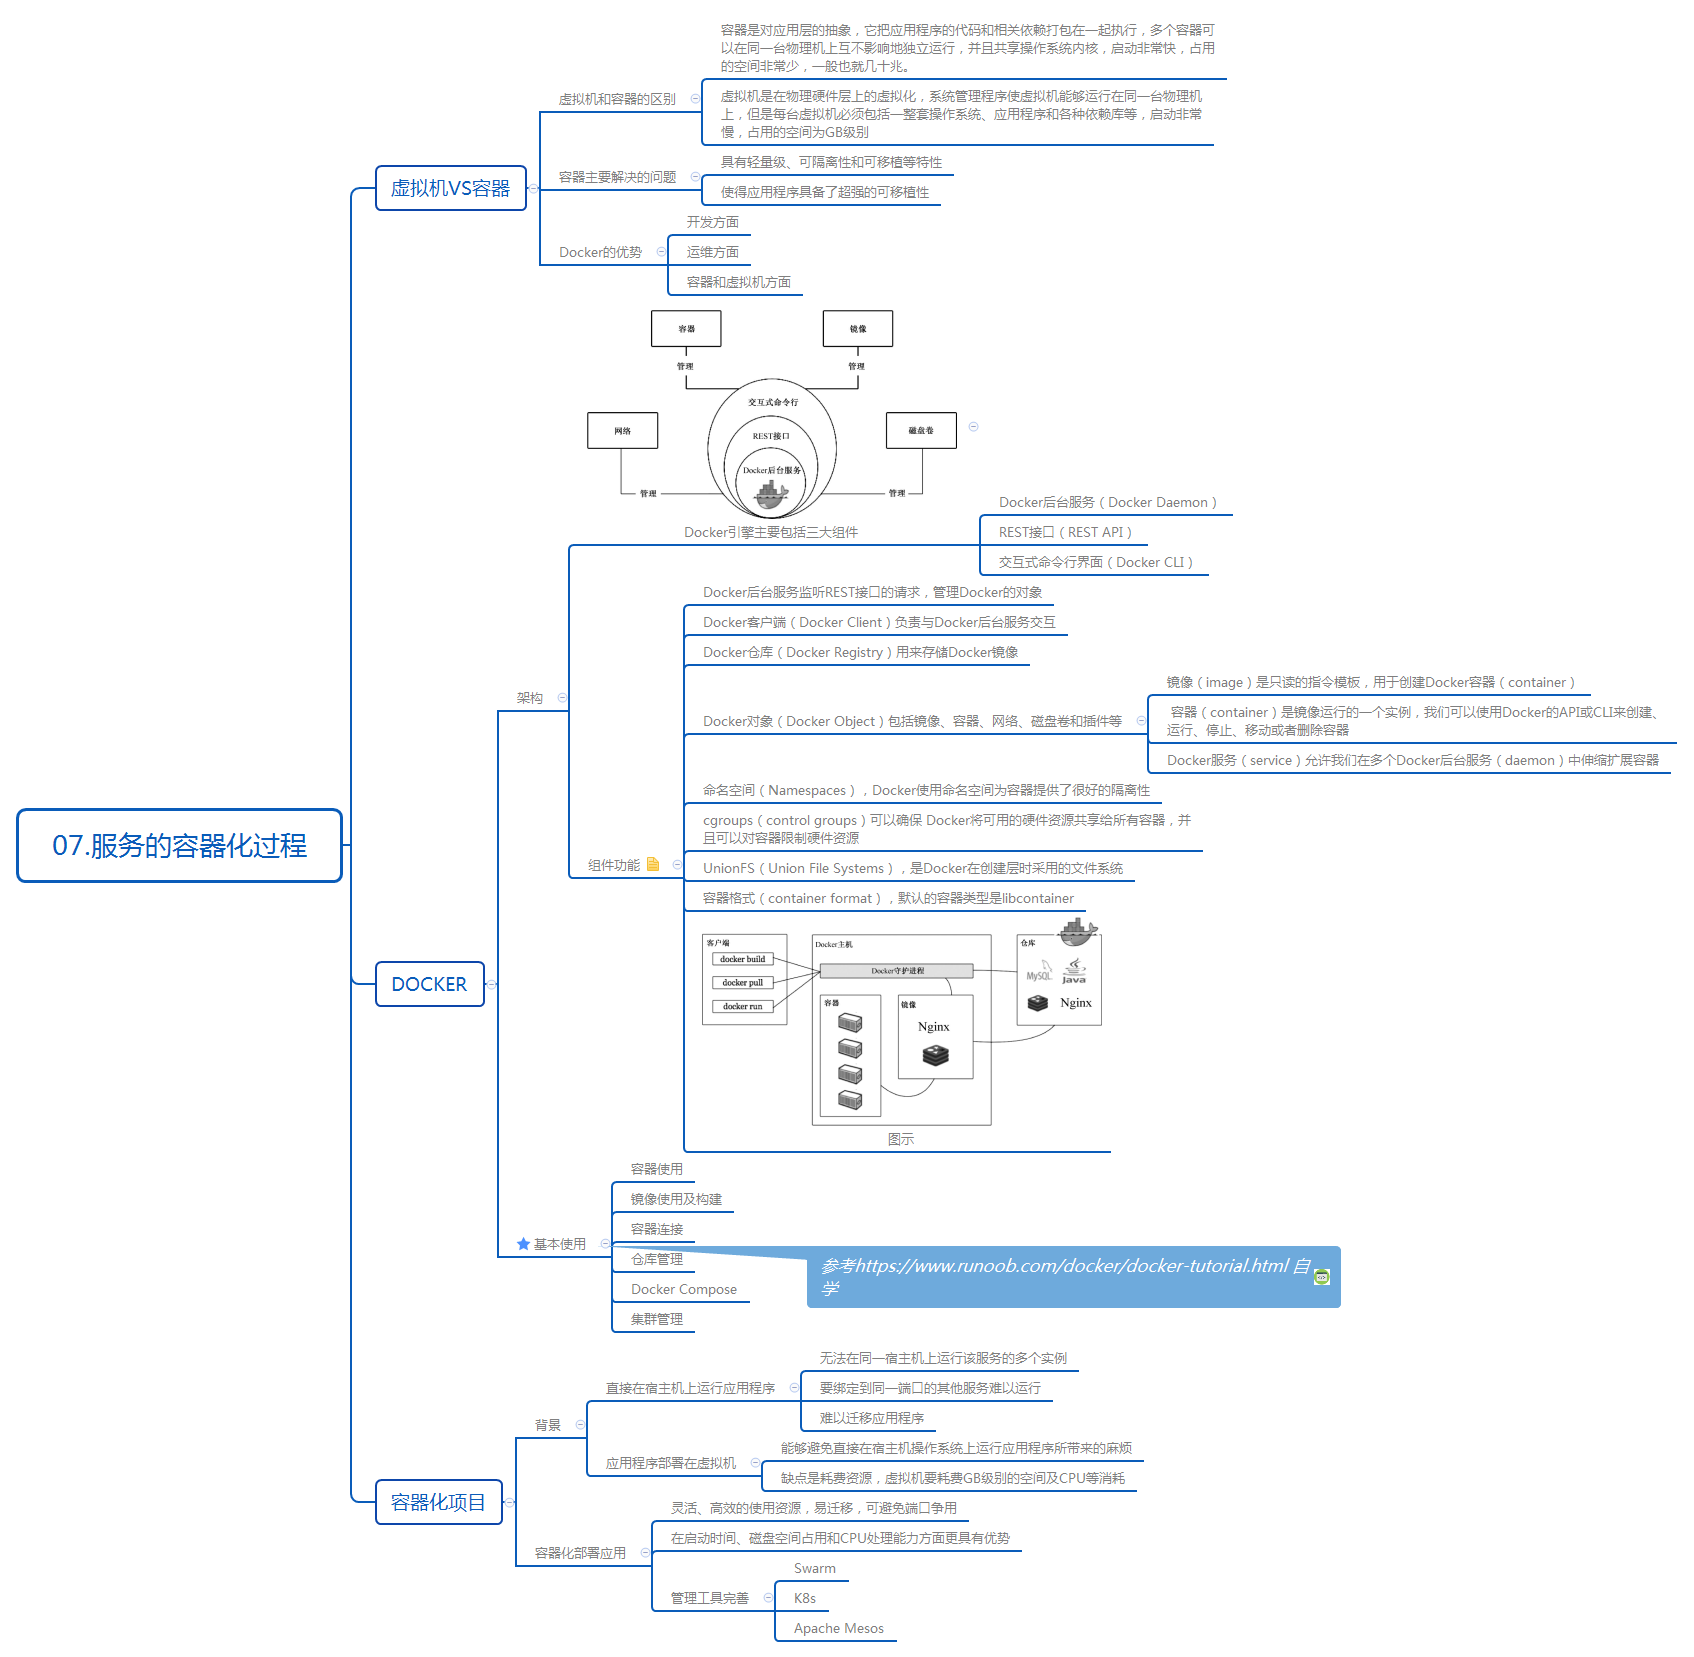 容器是对应用层的抽象，它把应用程序的代码和相关依赖打包在一起执行，多个容器可
以在同一台物理机上互不影响地独立运行，并且共享操作系统内核，启动非常快，占用
的空间非常少，一般也就几十兆。
虚拟机和容器的区别
虚拟机是在物理硬件层上的虚拟化，系统管理程序使虚拟机能够运行在同一台物理机
上，但是每台虚拟机必须包括一整套操作系统、应用程序和各种依赖库等，启动非常
慢，占用的空间为GB级别
虚拟机VS容器
容器主要解决的问题
具有轻量级、可隔离性和可移植等特性
使得应用程序具备了超强的可移植性
Docker的优势
开发方面
运维方面
容器和虚拟机方面
容器
镜像
管理
管理
交互式命令行
网络
REST接口
磁盘卷
Docker后台服务
管理
管理
Docker引擎主要包括三大组件
Docker后台服务（Docker Daemon）
REST接口（REST API）
交互式命令行界面（Docker CLI）
架构
Docker后台服务监听REST接口的请求，管理Docker的对象
Docker客户端（Docker Client）负责与Docker后台服务交互
Docker仓库（Docker Registry）用来存储Docker镜像
Docker对象（Docker Object）包括镜像、容器、网络、磁盘卷和插件等
镜像（image）是只读的指令模板，用于创建Docker容器（container）
容器（container）是镜像运行的一个实例，我们可以使用Docker的API或CLI来创建、
运行、停止、移动或者删除容器
Docker服务（service）允许我们在多个Docker后台服务（daemon）中伸缩扩展容器
命名空间（Namespaces），Docker使用命名空间为容器提供了很好的隔离性
cgroups（control groups）可以确保 Docker将可用的硬件资源共享给所有容器，并
且可以对容器限制硬件资源
组件功能
UnionFS（Union File Systems），是Docker在创建层时采用的文件系统
容器格式（container format），默认的容器类型是libcontainer
客户端
docker build
docker pull
docker run
Docker主机
Docker守护进程
容器
镜像
Nginx
仓库
MySQL
Java
Nginx
图示
07.服务的容器化过程
DOCKER
基本使用
容器使用
镜像使用及构建
容器连接
仓库管理
Docker Compose
集群管理
参考https://www.runoob.com/docker/docker-tutorial.html 自
学
容器化项目
背景
直接在宿主机上运行应用程序
无法在同一宿主机上运行该服务的多个实例
要绑定到同一端口的其他服务难以运行
难以迁移应用程序
应用程序部署在虚拟机
能够避免直接在宿主机操作系统上运行应用程序所带来的麻烦
缺点是耗费资源，虚拟机要耗费GB级别的空间及CPU等消耗
容器化部署应用
灵活、高效的使用资源，易迁移，可避免端口争用
在启动时间、磁盘空间占用和CPU处理能力方面更具有优势
管理工具完善
Swarm
K8s
Apache Mesos